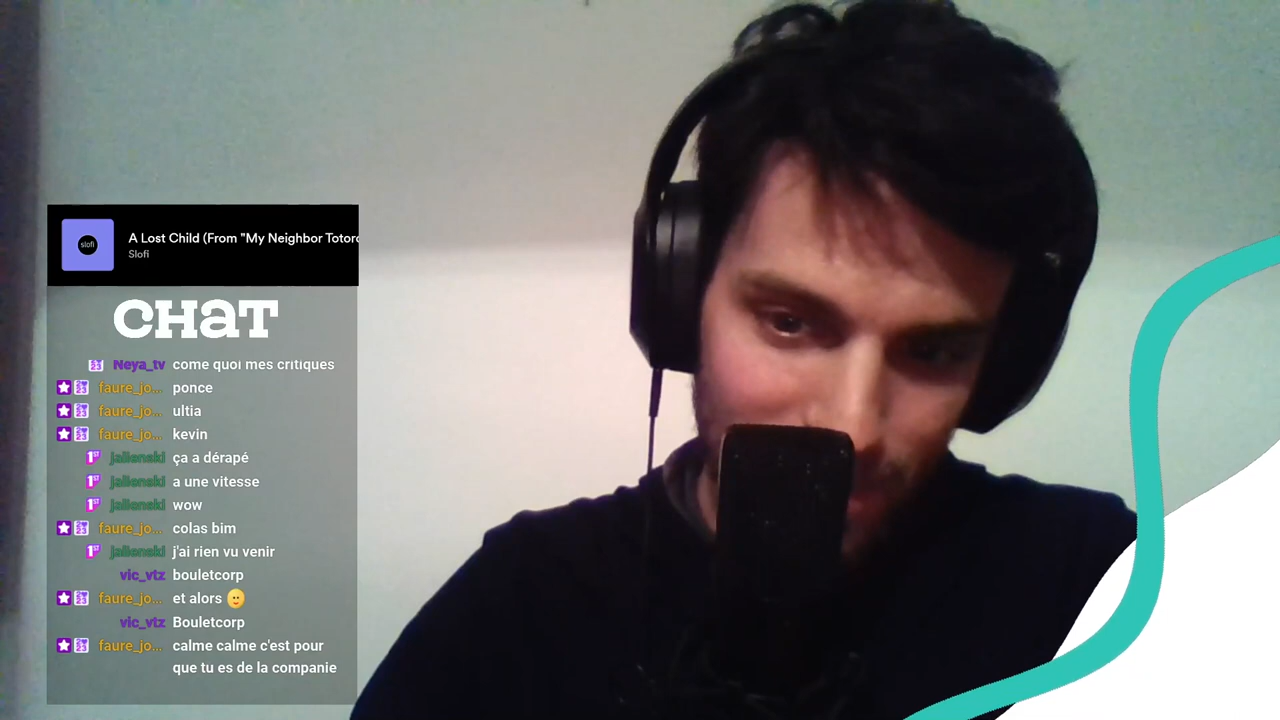 slofi
A Lost Child (From "My Neighbor Totoro
Slofi
CHaT
Neya_tv come quoi mes critiques
faure_jo... ponce
faure_jo... ultia
faure_jo... kevin
jalienski ça a dérapé
jalienski a une vitesse
jalienski wow
faure_jo... colas bim
jalienski j'ai rien vu venir
vic_vtz bouletcorp
faure_jo... et alors
vic_vtz Bouletcorp
faure_jo... calme calme c'est pour
que tu es de la companie